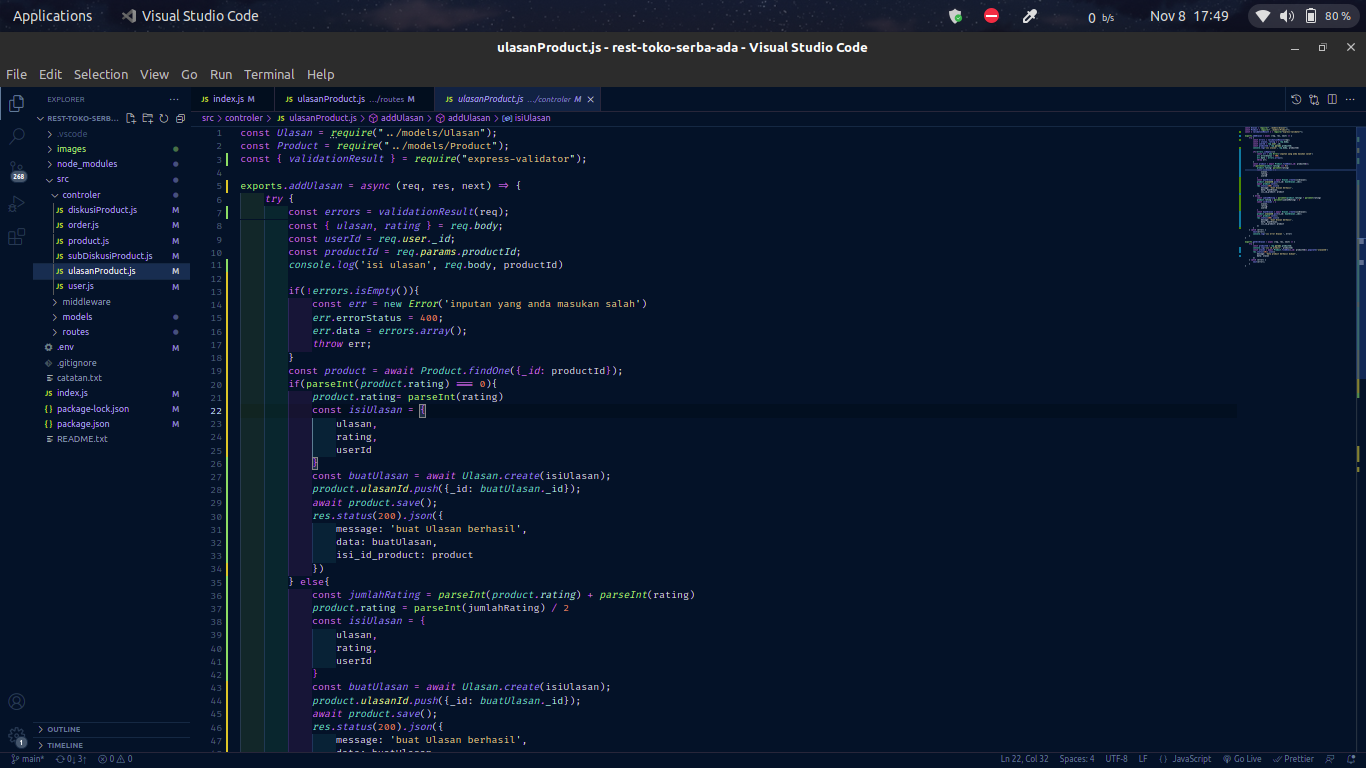 Applications Visual Studio Code 0 b/s Nov 8 17:49 80 %
ulasanProduct.js - rest-toko-serba-ada - Visual Studio Code
File Edit Selection View Go Run Terminal Help
EXPLORER
REST-TOKO-SERB...
.vscode
images
node_modules
src
controler
JS diskusiProduct.js M
JS order.js M
JS product.js M
JS subDiskusiProduct.js M
JS ulasanProduct.js M
JS user.js M
middleware
models
routes
.env M
.gitignore
catatan.txt
JS index.js M
{} package-lock.json M
{} package.json M
README.txt
OUTLINE
TIMELINE
268
1
JS index.js M JS ulasanProduct.js .../routes M JS ulasanProduct.js .../controler M
src > controler > JS ulasanProduct.js > addUlasan > addUlasan > isiUlasan
1 const Ulasan = require("../models/Ulasan");
2 const Product = require("../models/Product");
3 const { validationResult } = require("express-validator");
4
5 exports.addUlasan = async (req, res, next) => {
6 try {
7 const errors = validationResult(req);
8 const { ulasan, rating } = req.body;
9 const userId = req.user._id;
10 const productId = req.params.productId;
11 console.log('isi ulasan', req.body, productId)
12
13 if(!errors.isEmpty()){
14 const err = new Error('inputan yang anda masukan salah')
15 err.errorStatus = 400;
16 err.data = errors.array();
17 throw err;
18 }
19 const product = await Product.findOne({_id: productId});
20 if(parseInt(product.rating) === 0){
21 product.rating= parseInt(rating)
22 const isiUlasan = {
23 ulasan,
24 rating,
25 userId
26 }
27 const buatUlasan = await Ulasan.create(isiUlasan);
28 product.ulasanId.push({_id: buatUlasan._id});
29 await product.save();
30 res.status(200).json({
31 message: 'buat Ulasan berhasil',
32 data: buatUlasan,
33 isi_id_product: product
34 })
35 } else{
36 const jumlahRating = parseInt(product.rating) + parseInt(rating)
37 product.rating = parseInt(jumlahRating) / 2
38 const isiUlasan = {
39 ulasan,
40 rating,
41 userId
42 }
43 const buatUlasan = await Ulasan.create(isiUlasan);
44 product.ulasanId.push({_id: buatUlasan._id});
45 await product.save();
46 res.status(200).json({
47 message: 'buat Ulasan berhasil',
main* 0↓ 3↑ 0 0 Ln 22, Col 32 Spaces: 4 UTF-8 LF {} JavaScript Go Live Prettier